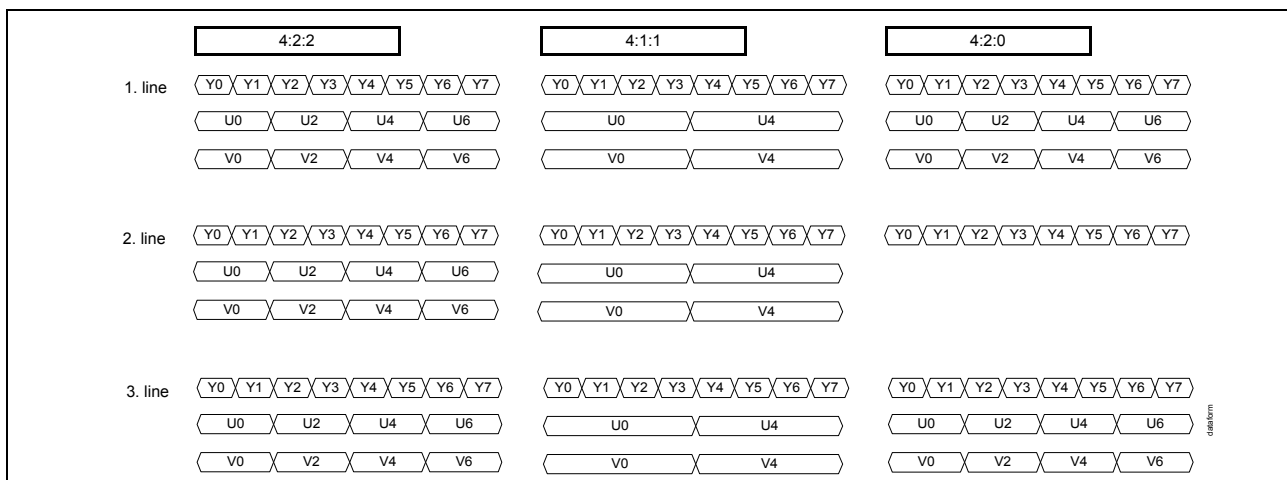 4:2:2 4:1:1 4:2:0
1. line Y0 Y1 Y2 Y3 Y4 Y5 Y6 Y7 Y0 Y1 Y2 Y3 Y4 Y5 Y6 Y7 Y0 Y1 Y2 Y3 Y4 Y5 Y6 Y7
U0 U2 U4 U6 U0 U4 U0 U2 U4 U6
V0 V2 V4 V6 V0 V4 V0 V2 V4 V6
2. line Y0 Y1 Y2 Y3 Y4 Y5 Y6 Y7 Y0 Y1 Y2 Y3 Y4 Y5 Y6 Y7 Y0 Y1 Y2 Y3 Y4 Y5 Y6 Y7
U0 U2 U4 U6 U0 U4
V0 V2 V4 V6 V0 V4
3. line Y0 Y1 Y2 Y3 Y4 Y5 Y6 Y7 Y0 Y1 Y2 Y3 Y4 Y5 Y6 Y7 Y0 Y1 Y2 Y3 Y4 Y5 Y6 Y7
U0 U2 U4 U6 U0 U4 U0 U2 U4 U6
V0 V2 V4 V6 V0 V4 V0 V2 V4 V6
dataform